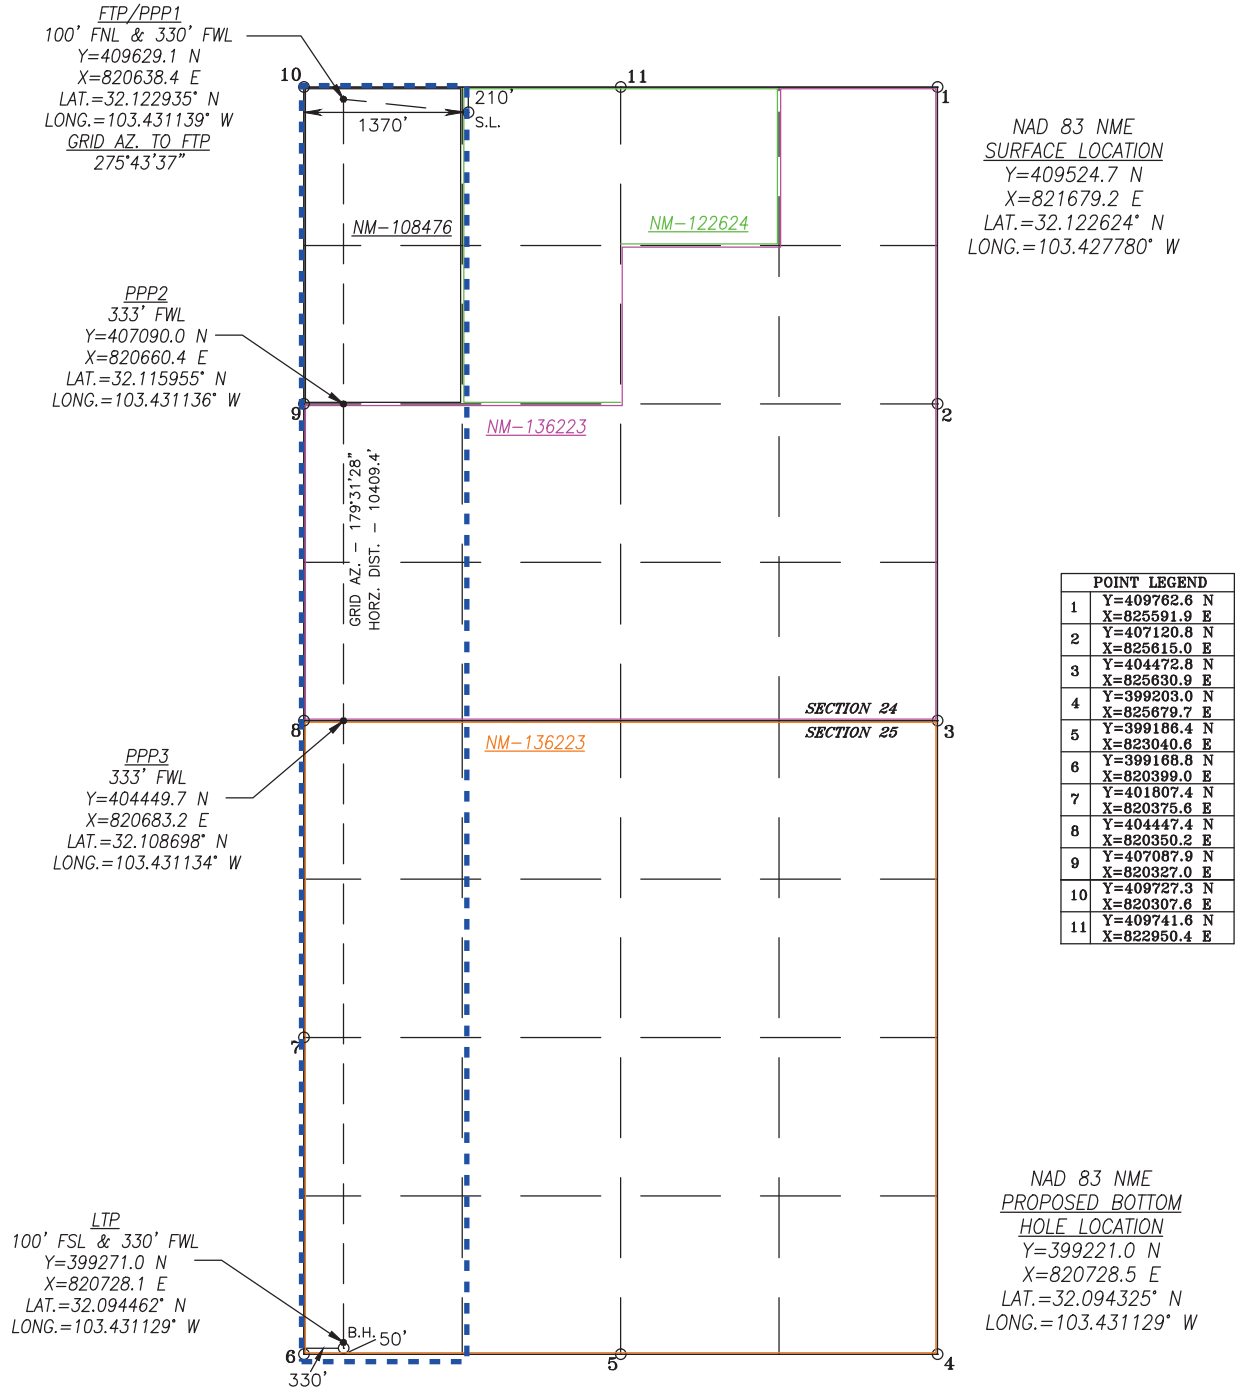 FTP/PPP1
100' FNL & 330' FWL
Y=409629.1 N
X=820638.4 E
LAT.=32.122935° N
LONG.=103.431139° W
GRID AZ. TO FTP
275°43'37"
10
11
1
210'
S.L.
1370'
NAD 83 NME
SURFACE LOCATION
Y=409524.7 N
X=821679.2 E
LAT.=32.122624° N
LONG.=103.427780° W
NM-108476
NM-122624
PPP2
333' FWL
Y=407090.0 N
X=820660.4 E
LAT.=32.115955° N
LONG.=103.431136° W
9
2
NM-136223
GRID AZ. - 179°31'28"
HORZ. DIST. - 10409.4'
POINT LEGEND
1 Y=409762.6 N
X=825591.9 E
2 Y=407120.8 N
X=825615.0 E
3 Y=404472.8 N
X=825630.9 E
4 Y=399203.0 N
X=825679.7 E
5 Y=399186.4 N
X=823040.6 E
6 Y=399168.8 N
X=820399.0 E
7 Y=401807.4 N
X=820375.6 E
8 Y=404447.4 N
X=820350.2 E
9 Y=407087.9 N
X=820327.0 E
10 Y=409727.3 N
X=820307.6 E
11 Y=409741.6 N
X=822950.4 E
SECTION 24
8
3
SECTION 25
NM-136223
PPP3
333' FWL
Y=404449.7 N
X=820683.2 E
LAT.=32.108698° N
LONG.=103.431134° W
7
LTP
100' FSL & 330' FWL
Y=399271.0 N
X=820728.1 E
LAT.=32.094462° N
LONG.=103.431129° W
B.H.
50'
6
330'
5
4
NAD 83 NME
PROPOSED BOTTOM
HOLE LOCATION
Y=399221.0 N
X=820728.5 E
LAT.=32.094325° N
LONG.=103.431129° W